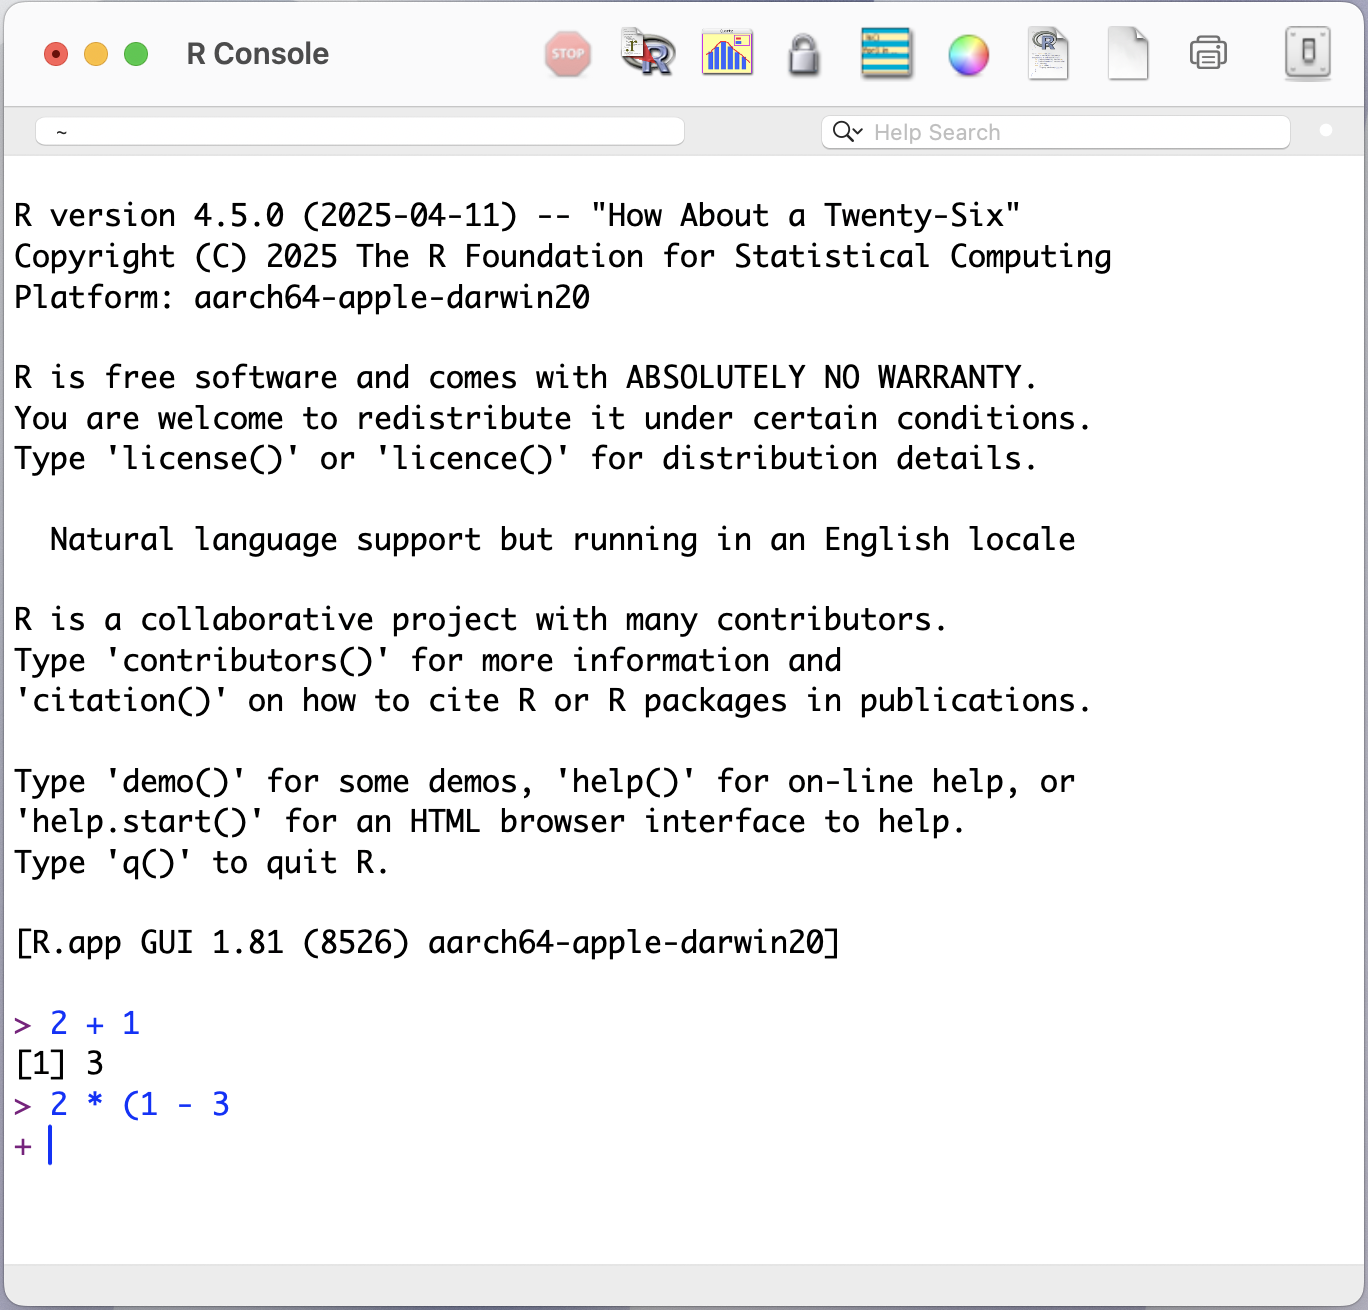 R Console
STOP
~
Help Search
R version 4.5.0 (2025-04-11) -- "How About a Twenty-Six"
Copyright (C) 2025 The R Foundation for Statistical Computing
Platform: aarch64-apple-darwin20
R is free software and comes with ABSOLUTELY NO WARRANTY.
You are welcome to redistribute it under certain conditions.
Type 'license()' or 'licence()' for distribution details.
Natural language support but running in an English locale
R is a collaborative project with many contributors.
Type 'contributors()' for more information and
'citation()' on how to cite R or R packages in publications.
Type 'demo()' for some demos, 'help()' for on-line help, or
'help.start()' for an HTML browser interface to help.
Type 'q()' to quit R.
[R.app GUI 1.81 (8526) aarch64-apple-darwin20]
> 2 + 1
[1] 3
> 2 * (1 - 3
+